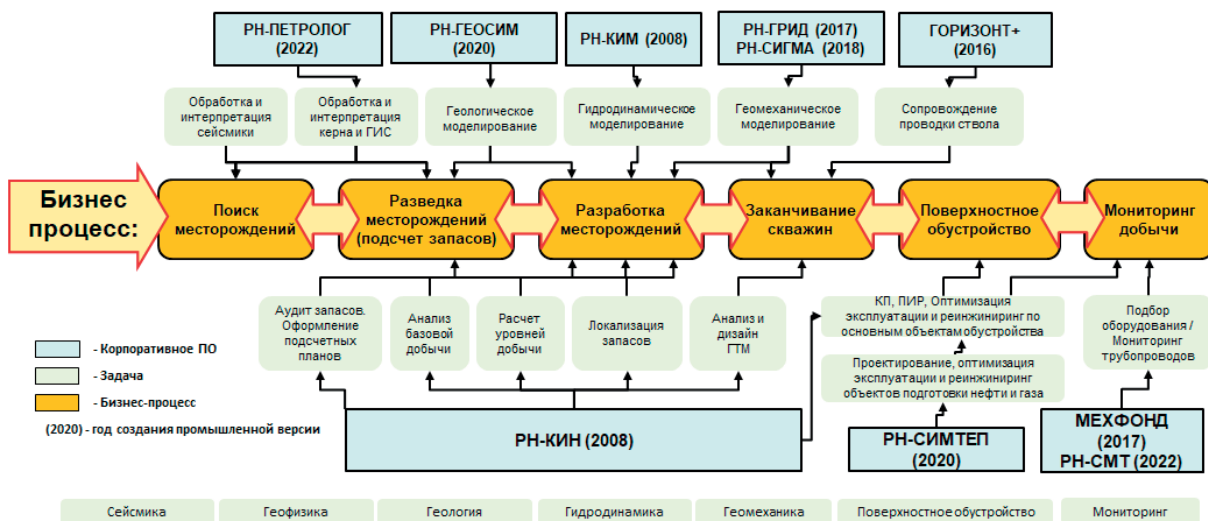 РН-ПЕТРОЛОГ
(2022)
РН-ГЕОСИМ
(2020)
РН-КИМ (2008)
РН-ГРИД (2017)
РН-СИГМА (2018)
ГОРИЗОНТ+
(2016)
Обработка и
интерпретация
сейсмики
Обработка и
интерпретация
керна и ГИС
Геологическое
моделирование
Гидродинамическое
моделирование
Геомеханическое
моделирование
Сопровождение
проводки ствола
Бизнес
процесс:
Поиск
месторождений
Разведка
месторождений
(подсчет запасов)
Разработка
месторождений
Заканчивание
скважин
Поверхностное
обустройство
Мониторинг
добычи
Аудит запасов.
Оформление
подсчетных
планов
Анализ
базовой
добычи
Расчет
уровней
добычи
Локализация
запасов
Анализ и
дизайн
ГТМ
КП, ПИР, Оптимизация
эксплуатации и реинжиниринг по
основным объектам обустройства
Подбор
оборудования /
Мониторинг
трубопроводов
Проектирование, оптимизация
эксплуатации и реинжиниринг
объектов подготовки нефти и газа
- Корпоративное ПО
- Задача
- Бизнес-процесс
(2020) - год создания промышленной версии
РН-КИН (2008)
РН-СИМТЕП
(2020)
МЕХФОНД
(2017)
РН-СМТ (2022)
Сейсмика
Геофизика
Геология
Гидродинамика
Геомеханика
Поверхностное обустройство
Мониторинг